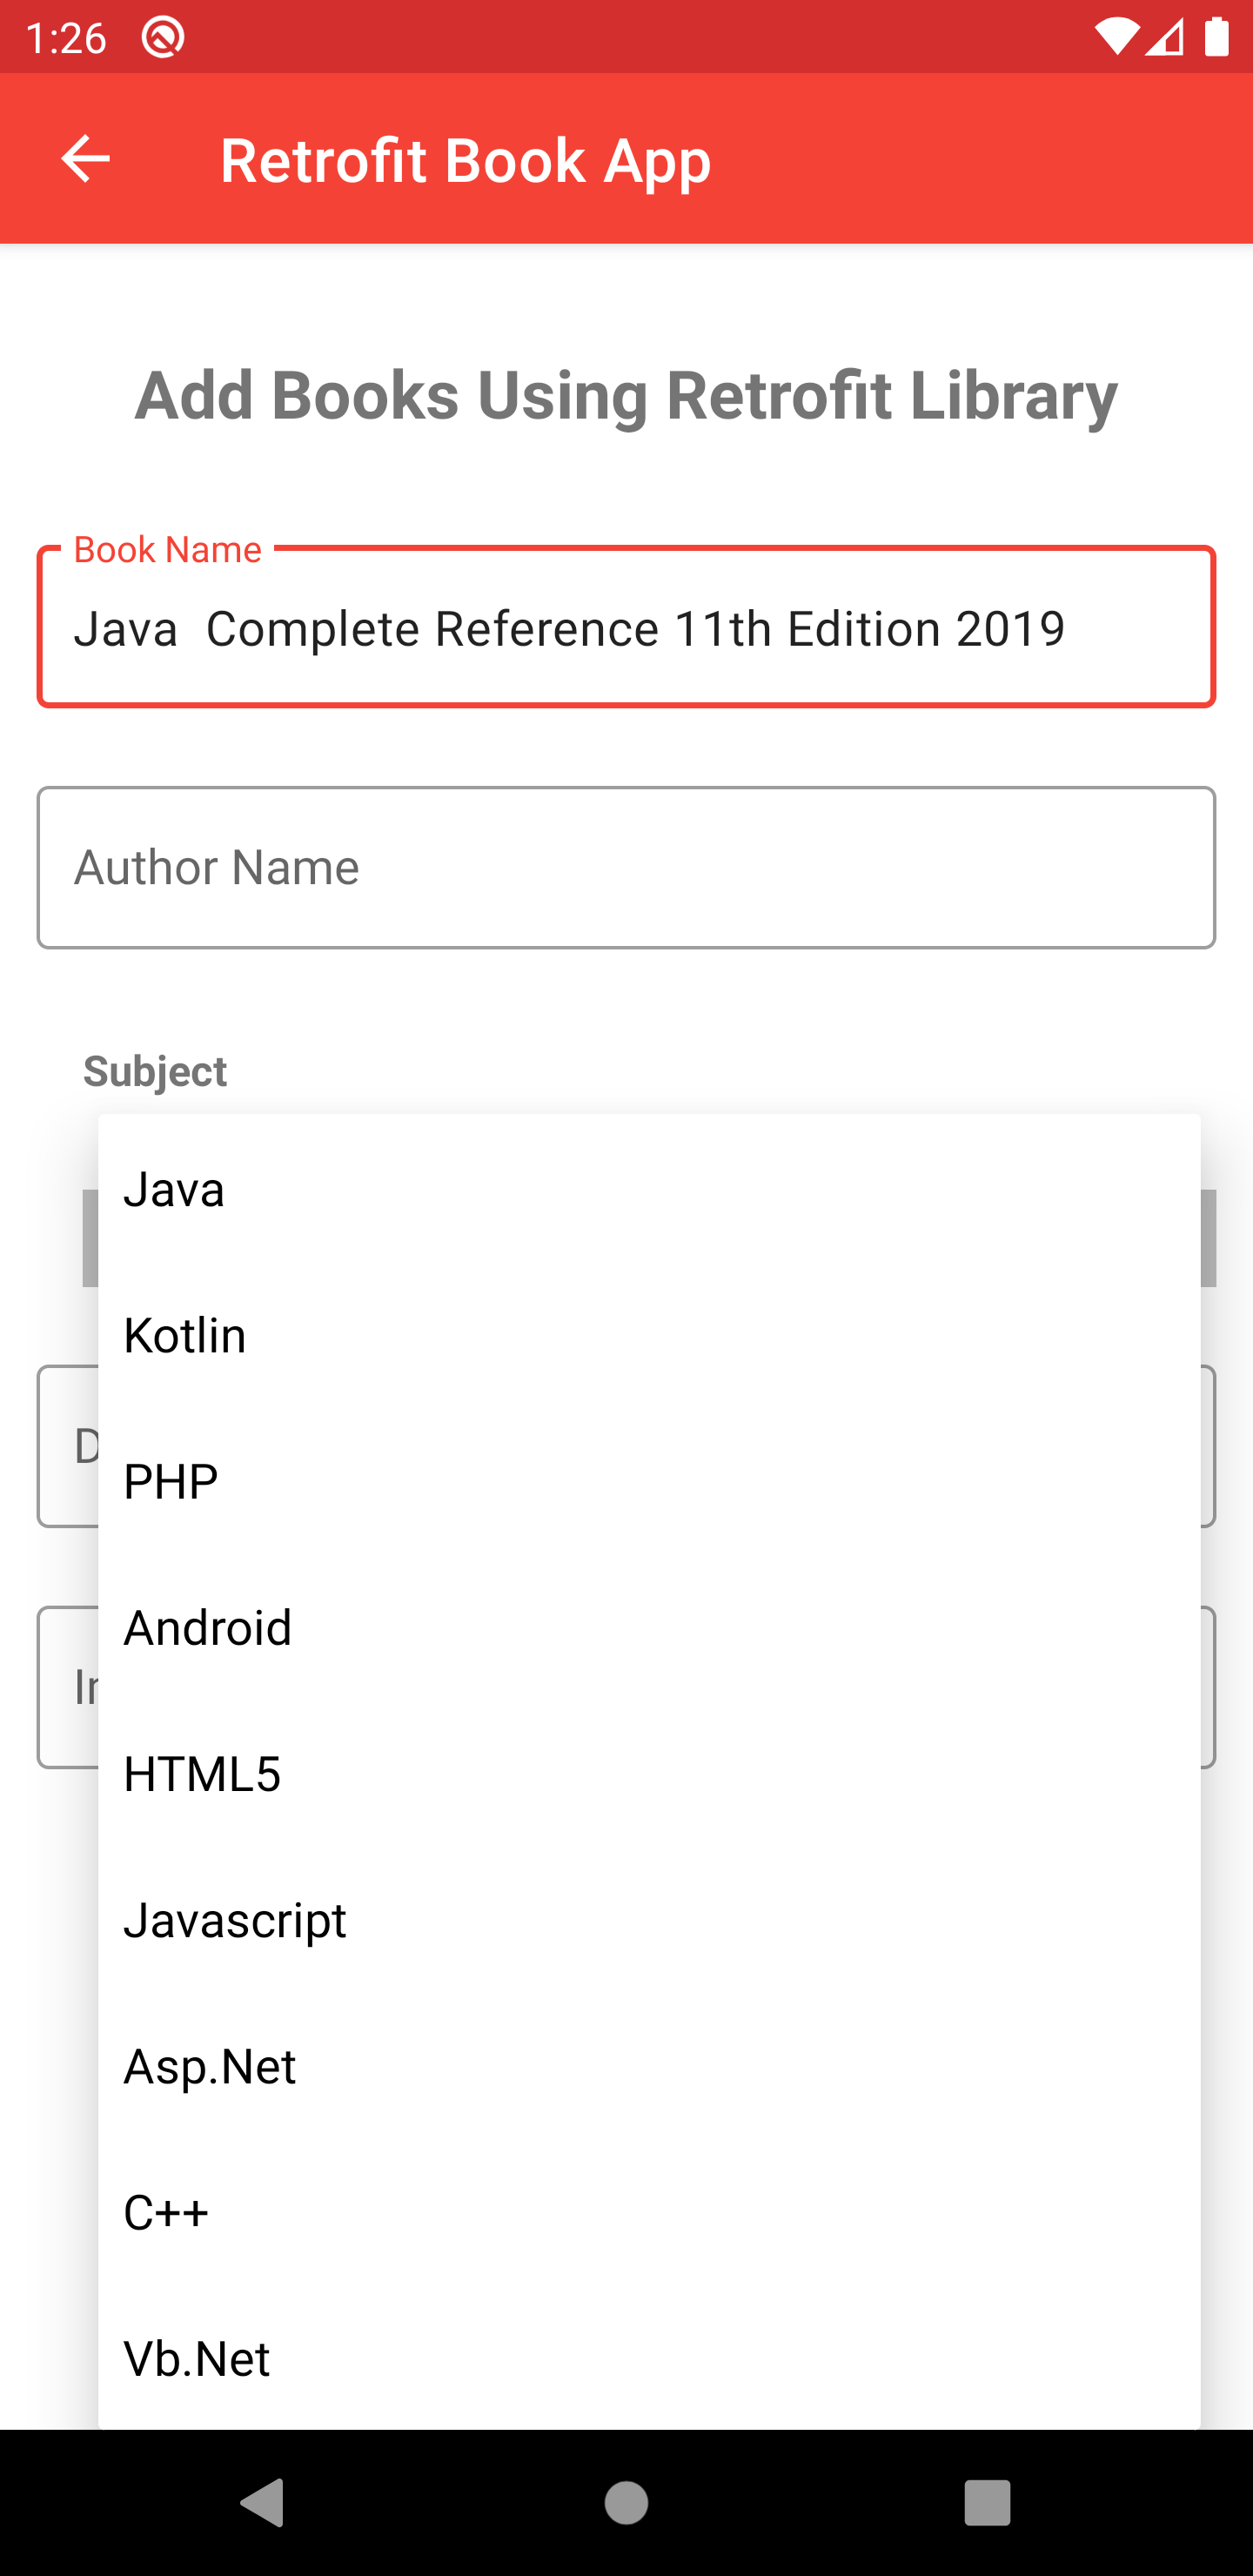 1:26
Retrofit Book App
Add Books Using Retrofit Library
Book Name
Java  Complete Reference 11th Edition 2019
Author Name
Subject
Java
Kotlin
PHP
Android
HTML5
Javascript
Asp.Net
C++
Vb.Net